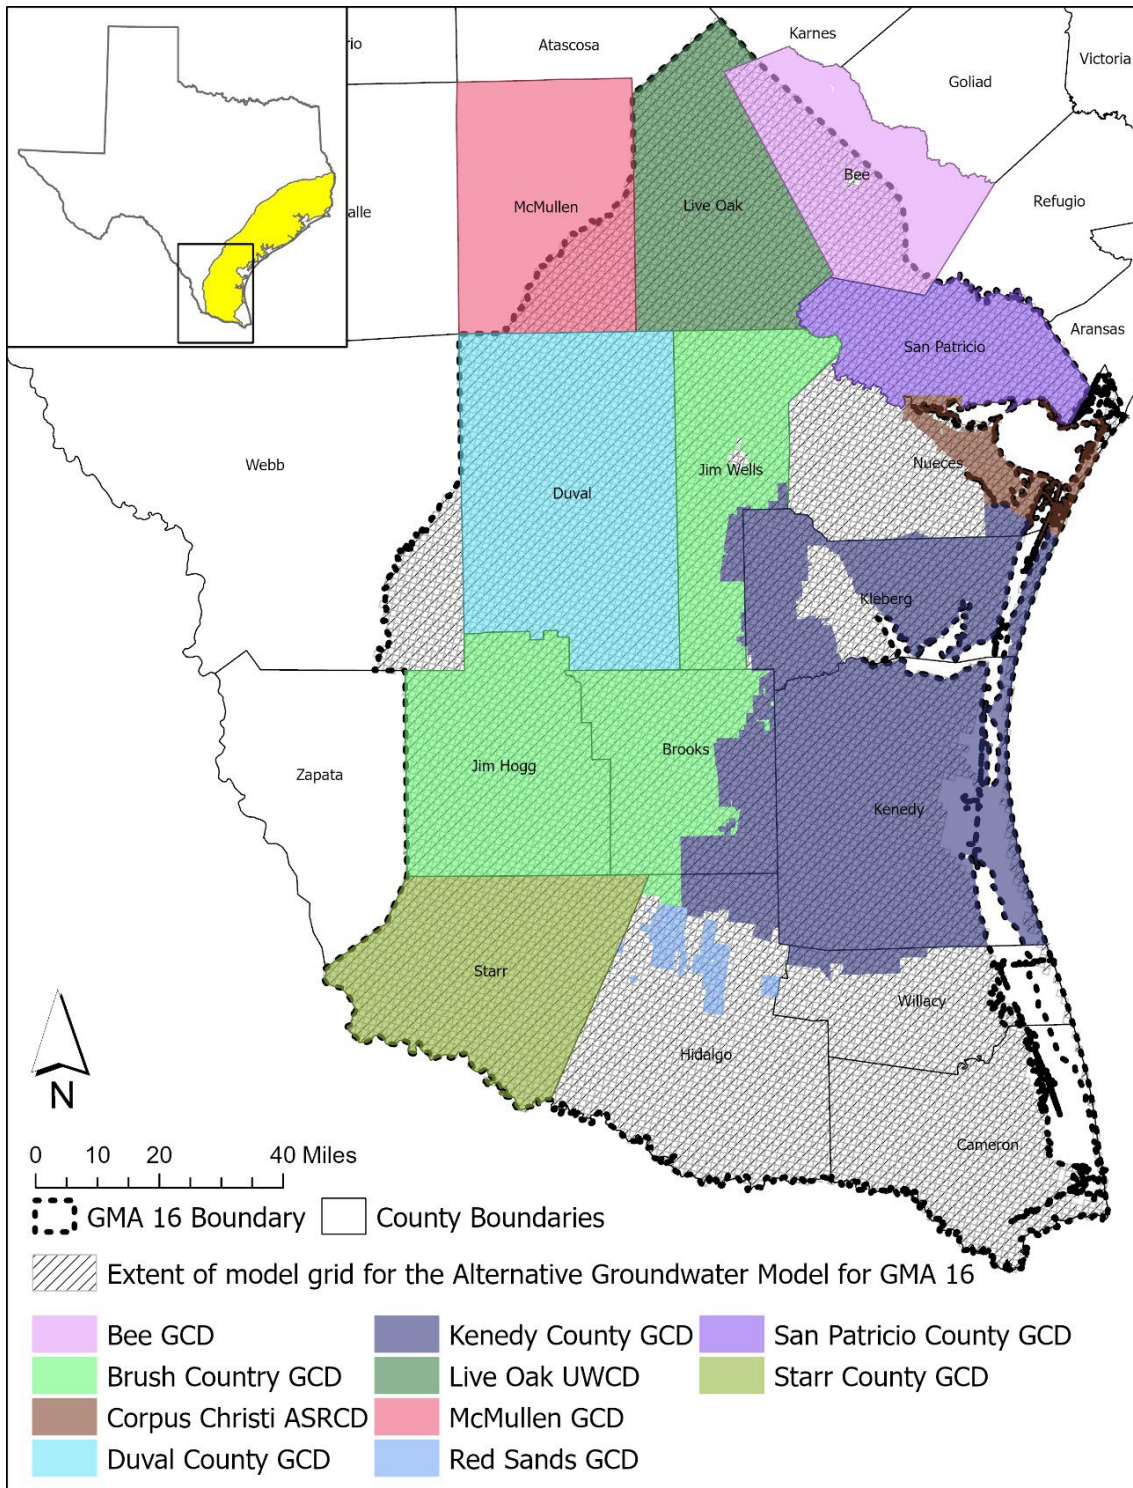 Karnes
Atascosa
rio
Victoria
Goliad
Bee
alle
McMullen
Live Oak
Refugio
Aransas
San Patricio
Webb
Nueces
Jim Wells
Duval
Kleberg
Brooks
Jim Hogg
Zapata
Kenedy
Starr
Willacy
Hidalgo
Cameron
N
0 10 20 40 Miles
GMA 16 Boundary County Boundaries
Extent of model grid for the Alternative Groundwater Model for GMA 16
Bee GCD Kenedy County GCD San Patricio County GCD
Brush Country GCD Live Oak UWCD Starr County GCD
Corpus Christi ASRCD McMullen GCD
Duval County GCD Red Sands GCD